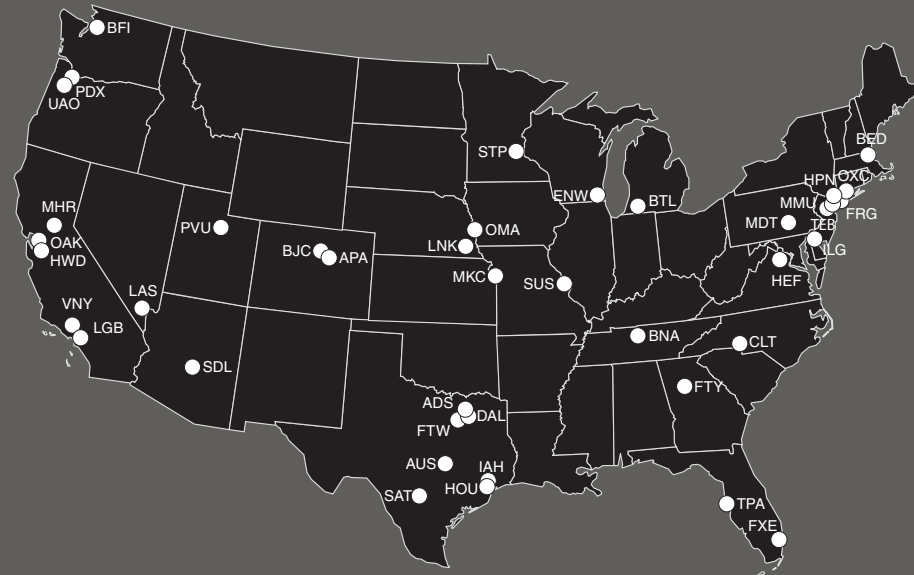 BFI
PDX
UAO
BED
STP
HPN
OXC
ENW
BTL
MMU
MHR
FRG
PVU
MDT
TEB
OMA
OAK
LNK
BJC
ILG
APA
HWD
MKC
HEF
SUS
LAS
VNY
LGB
BNA
CLT
SDL
FTY
ADS
DAL
FTW
AUS
IAH
HOU
SAT
TPA
FXE